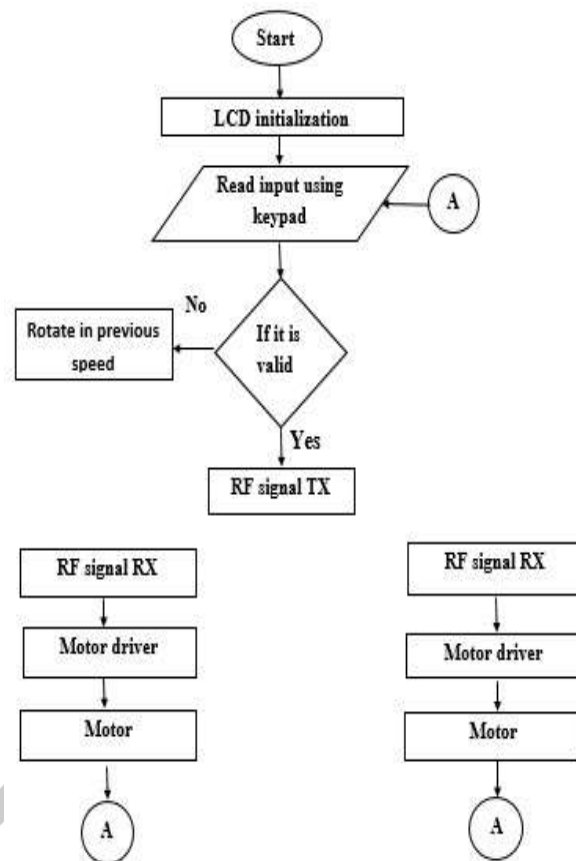 Start
LCD initialization
Read input using
keypad
A
No
Rotate in previous
speed
If it is
valid
Yes
RF signal TX
RF signal RX
Motor driver
Motor
A
RF signal RX
Motor driver
Motor
A